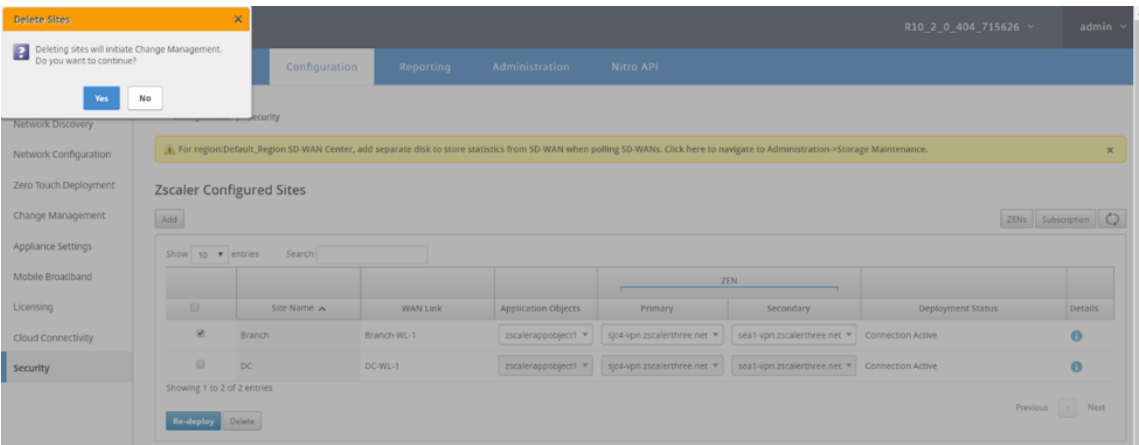 Delete Sites
Deleting sites will initiate Change Management.
Do you want to continue?
Yes No
R10_2_0_404_715626 admin
Configuration Reporting Administration Nitro API
Security
Network Discovery
Network Configuration
Zero Touch Deployment
Change Management
Appliance Settings
Mobile Broadband
Licensing
Cloud Connectivity
Security
For region:Default_Region SD-WAN Center, add separate disk to store statistics from SD-WAN when polling SD-WANs. Click here to navigate to Administration->Storage Maintenance.
Zscaler Configured Sites
Add ZENs Subscription
Show 10 entries Search:
ZEN
Site Name WAN Link Application Objects Primary Secondary Deployment Status Details
Branch Branch-WL-1 zscalerappobject1 sjc4-vpn.zscalerthree.net sea1-vpn.zscalerthree.net Connection Active
DC DC-WL-1 zscalerappobject1 sjc4-vpn.zscalerthree.net sea1-vpn.zscalerthree.net Connection Active
Showing 1 to 2 of 2 entries
Previous 1 Next
Re-deploy Delete